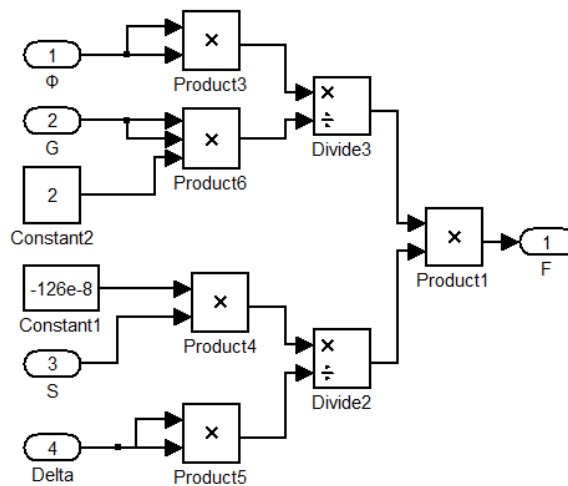 1
Φ
×
Product3
2
G
×
Product6
2
Constant2
×
÷
Divide3
×
Product1
1
F
-126e-8
Constant1
×
Product4
3
S
×
÷
Divide2
4
Delta
×
Product5